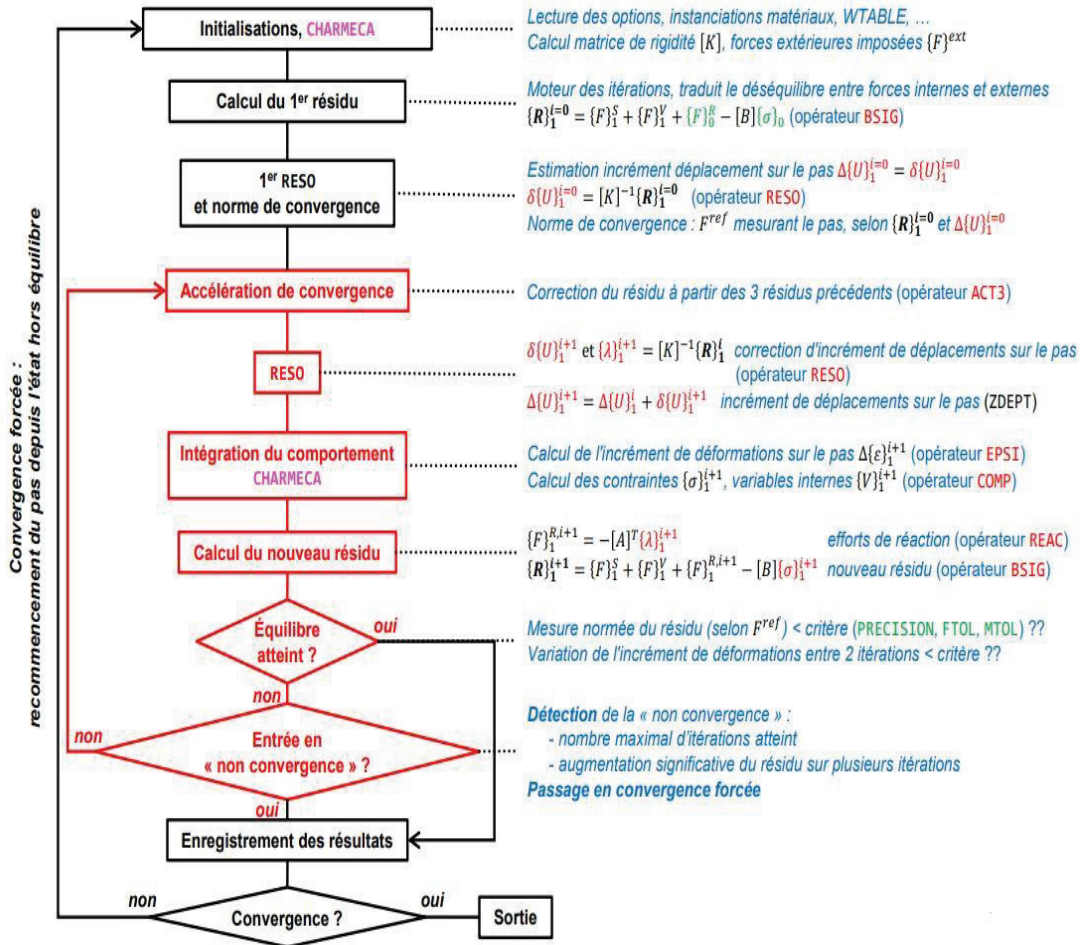 Convergence forcée :
recommencement du pas depuis l'état hors équilibre
Initialisations, CHARMECA
Lecture des options, instanciations matériaux, WTABLE, …
Calcul matrice de rigidité [K], forces extérieures imposées {F}^{ext}
Calcul du 1er résidu
Moteur des itérations, traduit le déséquilibre entre forces internes et externes
{R}_1^{i=0} = {F}_1^S + {F}_1^V + {F}_0^R − [B]{σ}_0 (opérateur BSIG)
1er RESO
et norme de convergence
Estimation incrément déplacement sur le pas Δ{U}_1^{i=0} = δ{U}_1^{i=0}
δ{U}_1^{i=0} = [K]^{−1}{R}_1^{i=0} (opérateur RESO)
Norme de convergence : F^{ref} mesurant le pas, selon {R}_1^{i=0} et Δ{U}_1^{i=0}
Accélération de convergence
Correction du résidu à partir des 3 résidus précédents (opérateur ACT3)
RESO
δ{U}_1^{i+1} et {λ}_1^{i+1} = [K]^{−1}{R}_1^i correction d'incrément de déplacements sur le pas
(opérateur RESO)
Δ{U}_1^{i+1} = Δ{U}_1^i + δ{U}_1^{i+1} incrément de déplacements sur le pas (ZDEPT)
Intégration du comportement
CHARMECA
Calcul de l'incrément de déformations sur le pas Δ{ε}_1^{i+1} (opérateur EPSI)
Calcul des contraintes {σ}_1^{i+1}, variables internes {V}_1^{i+1} (opérateur COMP)
Calcul du nouveau résidu
{F}_1^{R,i+1} = −[A]^T{λ}_1^{i+1} efforts de réaction (opérateur REAC)
{R}_1^{i+1} = {F}_1^S + {F}_1^V + {F}_1^{R,i+1} − [B]{σ}_1^{i+1} nouveau résidu (opérateur BSIG)
Équilibre
atteint ?
oui
non
Mesure normée du résidu (selon F^{ref}) < critère (PRECISION, FTOL, MTOL) ??
Variation de l'incrément de déformations entre 2 itérations < critère ??
Entrée en
« non convergence » ?
non
oui
Détection de la « non convergence » :
- nombre maximal d'itérations atteint
- augmentation significative du résidu sur plusieurs itérations
Passage en convergence forcée
Enregistrement des résultats
Convergence ?
non
oui
Sortie